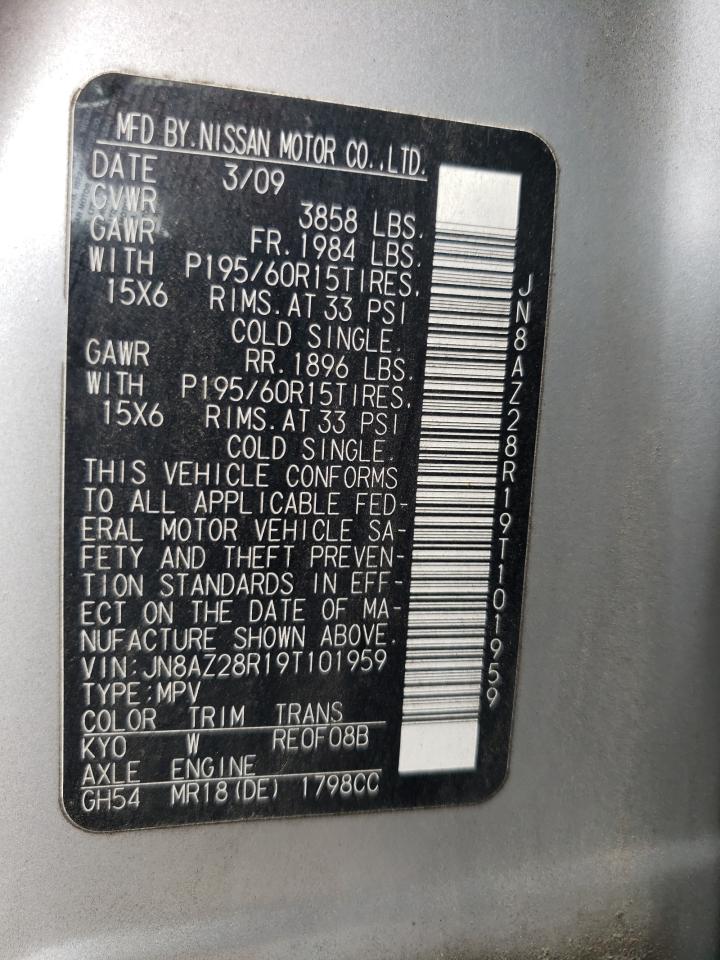 MFD BY.NISSAN MOTOR CO.,LTD.
DATE 3/09
GVWR 3858 LBS.
GAWR FR. 1984 LBS.
WITH P195/60R15TIRES.
15X6 RIMS. AT 33 PSI
COLD SINGLE.
GAWR RR. 1896 LBS.
WITH P195/60R15TIRES.
15X6 RIMS. AT 33 PSI
COLD SINGLE.
THIS VEHICLE CONFORMS
TO ALL APPLICABLE FED-
ERAL MOTOR VEHICLE SA-
FETY AND THEFT PREVEN-
TION STANDARDS IN EFF-
ECT ON THE DATE OF MA-
NUFACTURE SHOWN ABOVE.
VIN:JN8AZ28R19T101959
TYPE:MPV
COLOR TRIM TRANS
KY0 W RE0F08B
AXLE ENGINE
GH54 MR18(DE) 1798CC
JN8AZ28R19T101959